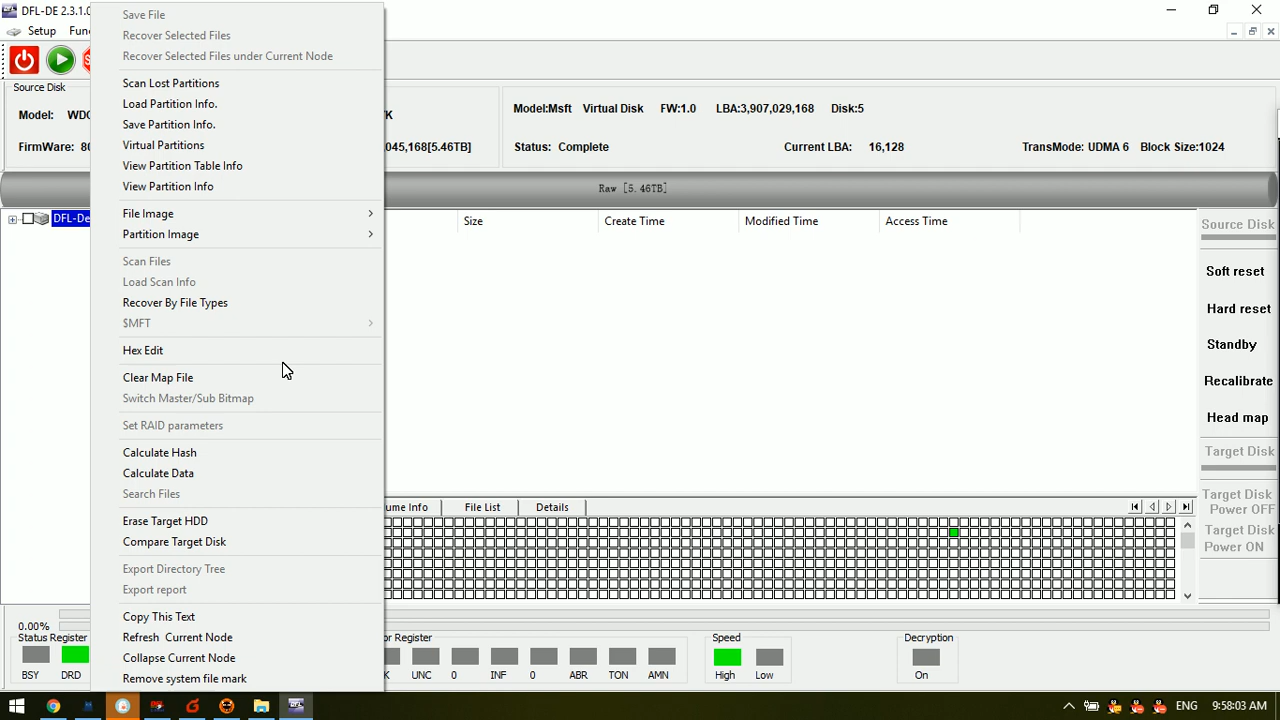 DFL-DE 2.3.1.0
Setup Fun
Source Disk
Model: WDC
K
FirmWare: 80
045,168[5.46TB]
Model:Msft Virtual Disk FW:1.0 LBA:3,907,029,168 Disk:5
Status: Complete Current LBA: 16,128 TransMode: UDMA 6 Block Size:1024
Raw [5.46TB]
DFL-De
Size Create Time Modified Time Access Time
Save File
Recover Selected Files
Recover Selected Files under Current Node
Scan Lost Partitions
Load Partition Info.
Save Partition Info.
Virtual Partitions
View Partition Table Info
View Partition Info
File Image
Partition Image
Scan Files
Load Scan Info
Recover By File Types
$MFT
Hex Edit
Clear Map File
Switch Master/Sub Bitmap
Set RAID parameters
Calculate Hash
Calculate Data
Search Files
Erase Target HDD
Compare Target Disk
Export Directory Tree
Export report
Copy This Text
Refresh Current Node
Collapse Current Node
Remove system file mark
Source Disk
Soft reset
Hard reset
Standby
Recalibrate
Head map
Target Disk
Target Disk
Power OFF
Target Disk
Power ON
ume Info File List Details
0.00%
Status Register
or Register
Speed
Decryption
BSY DRD
K UNC 0 INF 0 ABR TON AMN
High Low
On
ENG 9:58:03 AM